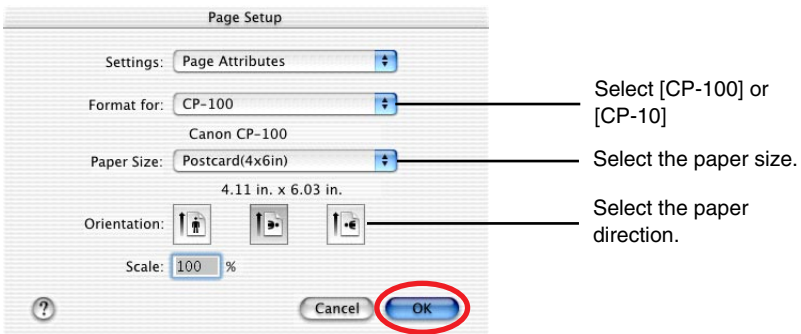 Page Setup
Settings: Page Attributes
Format for: CP-100
Canon CP-100
Paper Size: Postcard(4x6in)
4.11 in. x 6.03 in.
Orientation:
Scale: 100 %
? Cancel OK
Select [CP-100] or
[CP-10]
Select the paper size.
Select the paper
direction.